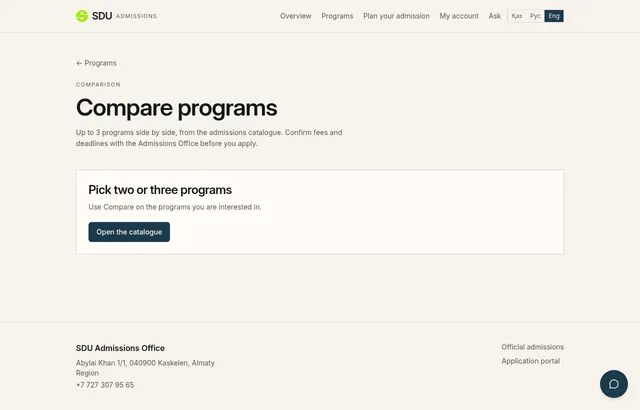 SDU ADMISSIONS
Overview Programs Plan your admission My account Ask Қаз Рус Eng
← Programs
COMPARISON
Compare programs
Up to 3 programs side by side, from the admissions catalogue. Confirm fees and
deadlines with the Admissions Office before you apply.
Pick two or three programs
Use Compare on the programs you are interested in.
Open the catalogue
SDU Admissions Office
Abylai Khan 1/1, 040900 Kaskelen, Almaty
Region
+7 727 307 95 65
Official admissions
Application portal